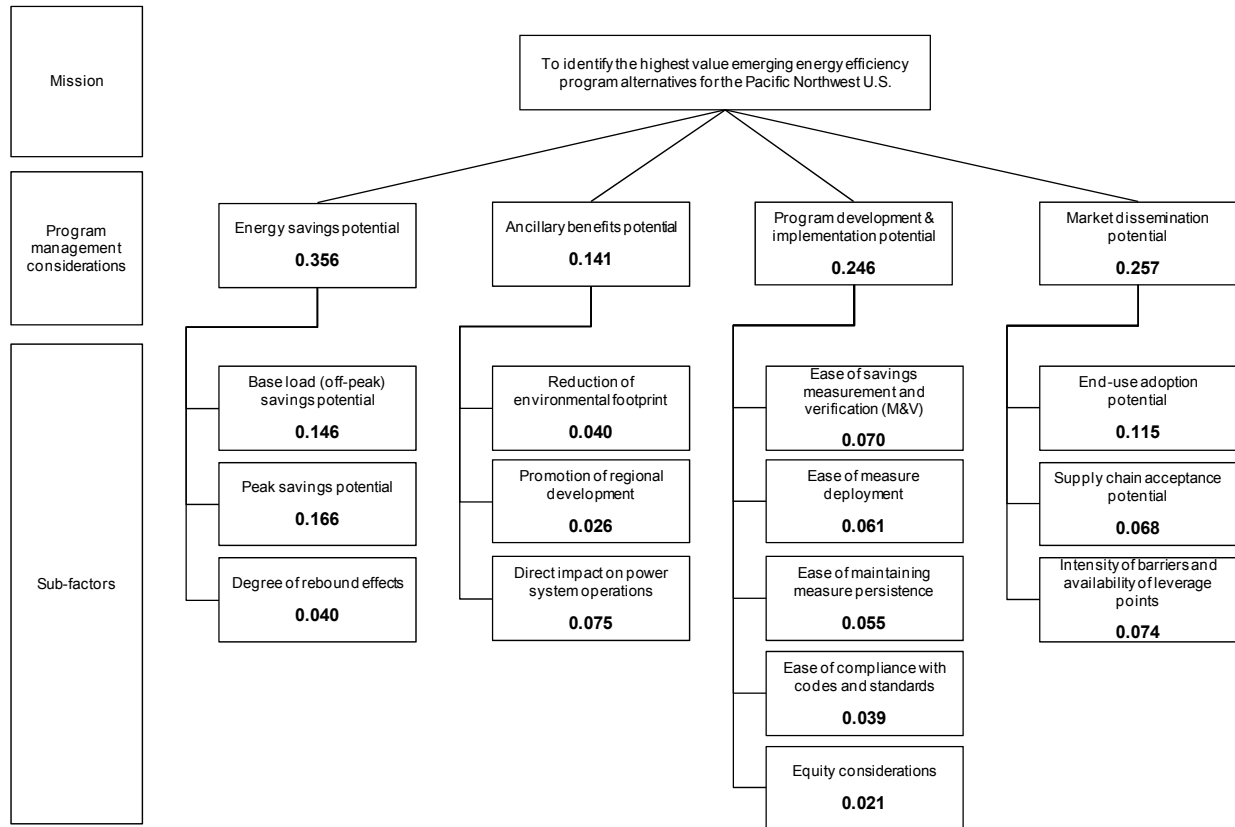 Mission
To identify the highest value emerging energy efficiency
program alternatives for the Pacific Northwest U.S.
Program
management
considerations
Energy savings potential
0.356
Ancillary benefits potential
0.141
Program development &
implementation potential
0.246
Market dissemination
potential
0.257
Sub-factors
Base load (off-peak)
savings potential
0.146
Peak savings potential
0.166
Degree of rebound effects
0.040
Reduction of
environmental footprint
0.040
Promotion of regional
development
0.026
Direct impact on power
system operations
0.075
Ease of savings
measurement and
verification (M&V)
0.070
Ease of measure
deployment
0.061
Ease of maintaining
measure persistence
0.055
Ease of compliance with
codes and standards
0.039
Equity considerations
0.021
End-use adoption
potential
0.115
Supply chain acceptance
potential
0.068
Intensity of barriers and
availability of leverage
points
0.074